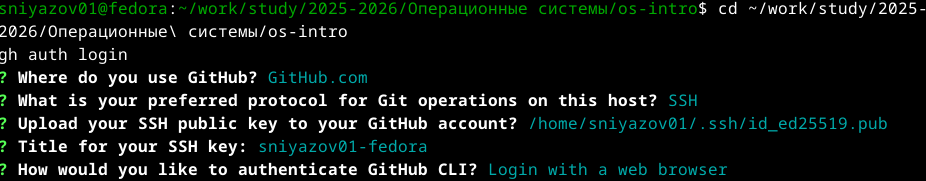 sniyazov01@fedora:~/work/study/2025-2026/Операционные системы/os-intro$ cd ~/work/study/2025-
2026/Операционные\ системы/os-intro
gh auth login
? Where do you use GitHub? GitHub.com
? What is your preferred protocol for Git operations on this host? SSH
? Upload your SSH public key to your GitHub account? /home/sniyazov01/.ssh/id_ed25519.pub
? Title for your SSH key: sniyazov01-fedora
? How would you like to authenticate GitHub CLI? Login with a web browser